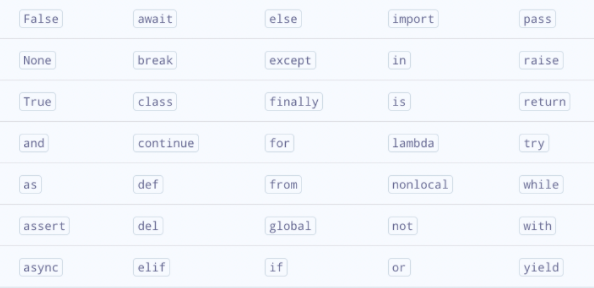 False await else import pass
None break except in raise
True class finally is return
and continue for lambda try
as def from nonlocal while
assert del global not with
async elif if or yield